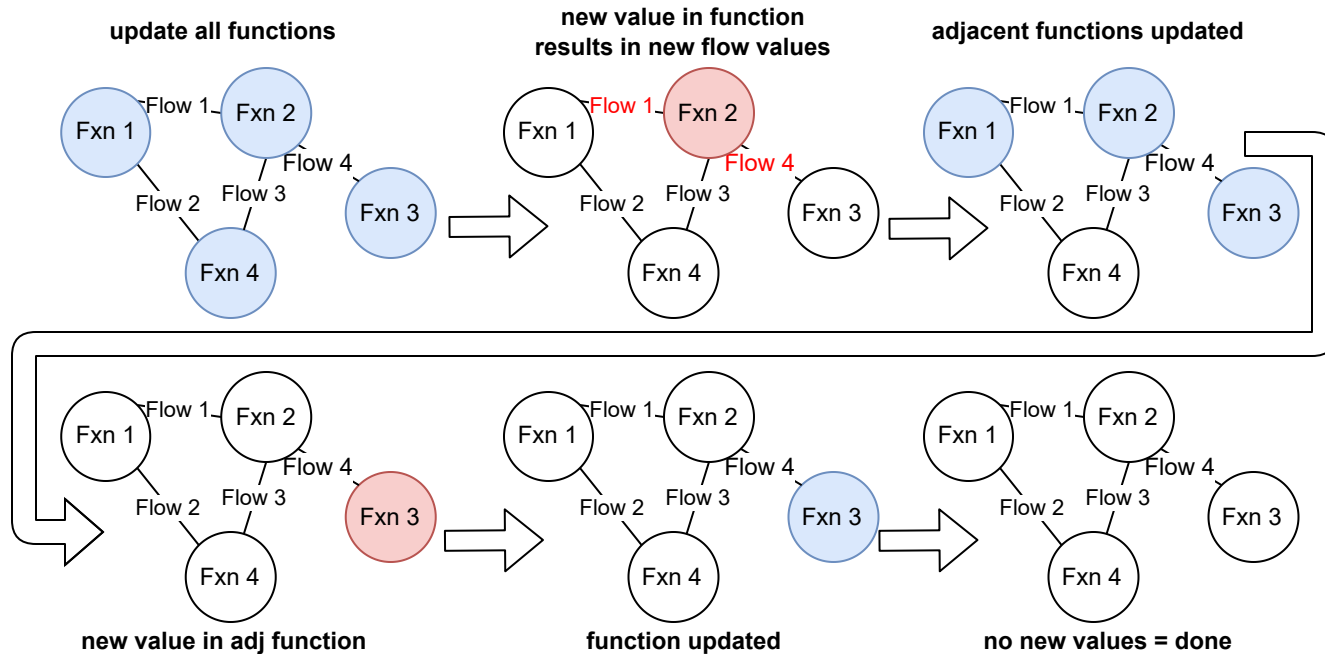 update all functions
new value in function
results in new flow values
adjacent functions updated
Fxn 1
Flow 1
Fxn 2
Flow 4
Flow 2
Flow 3
Fxn 3
Fxn 4
Fxn 1
Flow 1
Fxn 2
Flow 4
Flow 2
Flow 3
Fxn 3
Fxn 4
Fxn 1
Flow 1
Fxn 2
Flow 4
Flow 2
Flow 3
Fxn 3
Fxn 4
Fxn 1
Flow 1
Fxn 2
Flow 4
Flow 2
Flow 3
Fxn 3
Fxn 4
new value in adj function
Fxn 1
Flow 1
Fxn 2
Flow 4
Flow 2
Flow 3
Fxn 3
Fxn 4
function updated
Fxn 1
Flow 1
Fxn 2
Flow 4
Flow 2
Flow 3
Fxn 3
Fxn 4
no new values = done